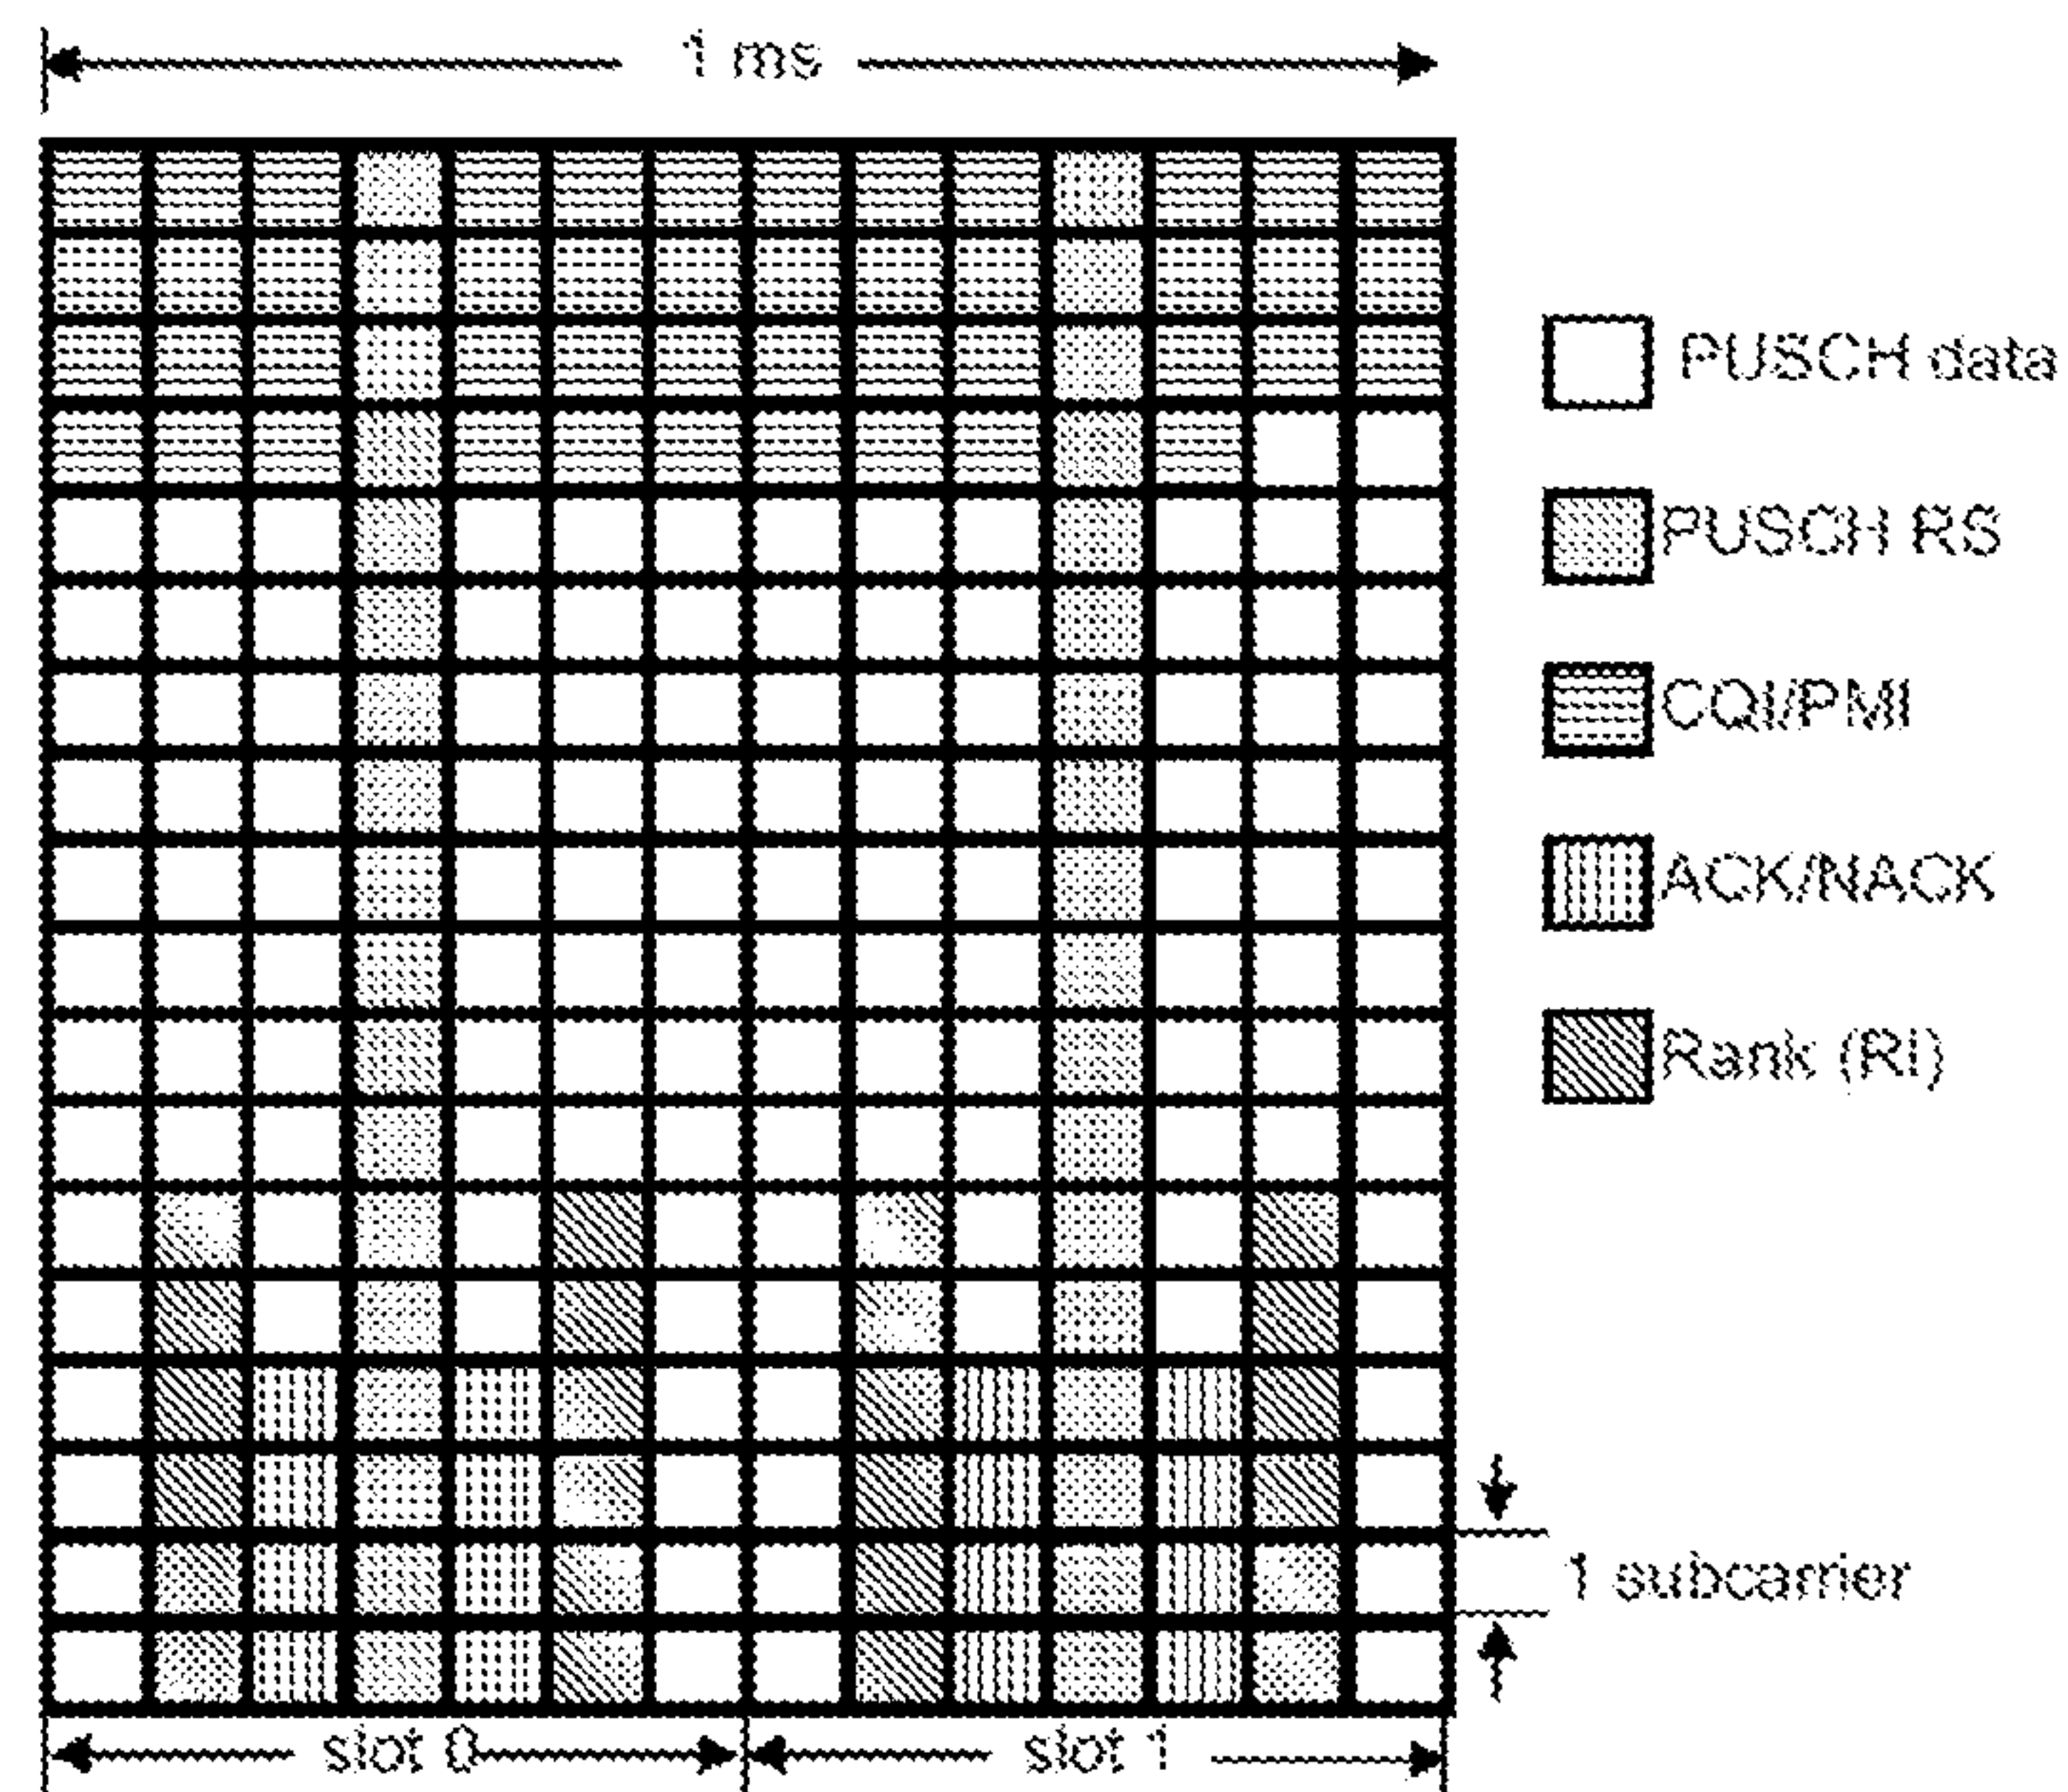 1 ms
PUSCH data
PUSCH RS
CQI/PMI
ACK/NACK
Rank (RI)
1 subcarrier
slot 0
slot 1